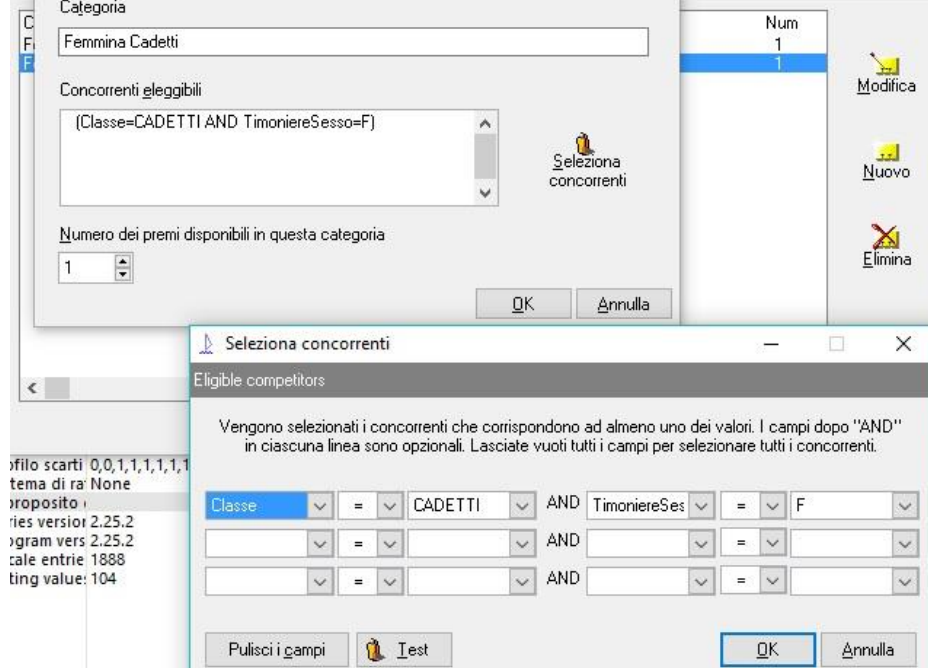 Categoria
C
Num
Fe
1
Fe
1
Femmina Cadetti
Modifica
Concorrenti eleggibili
(Classe=CADETTI AND TimoniereSesso=F)
Seleziona
concorrenti
Nuovo
Numero dei premi disponibili in questa categoria
1
Elimina
OK
Annulla
Seleziona concorrenti
Eligible competitors
Vengono selezionati i concorrenti che corrispondono ad almeno uno dei valori. I campi dopo "AND"
in ciascuna linea sono opzionali. Lasciate vuoti tutti i campi per selezionare tutti i concorrenti.
ofilo scarti 0,0,1,1,1,1,1,1
tema di ra None
proposito
ries version 2.25.2
ogram vers 2.25.2
cale entrie 1888
ting value: 104
Classe = CADETTI AND TimoniereSes = F
= AND =
= AND =
Pulisci i campi
Test
OK
Annulla